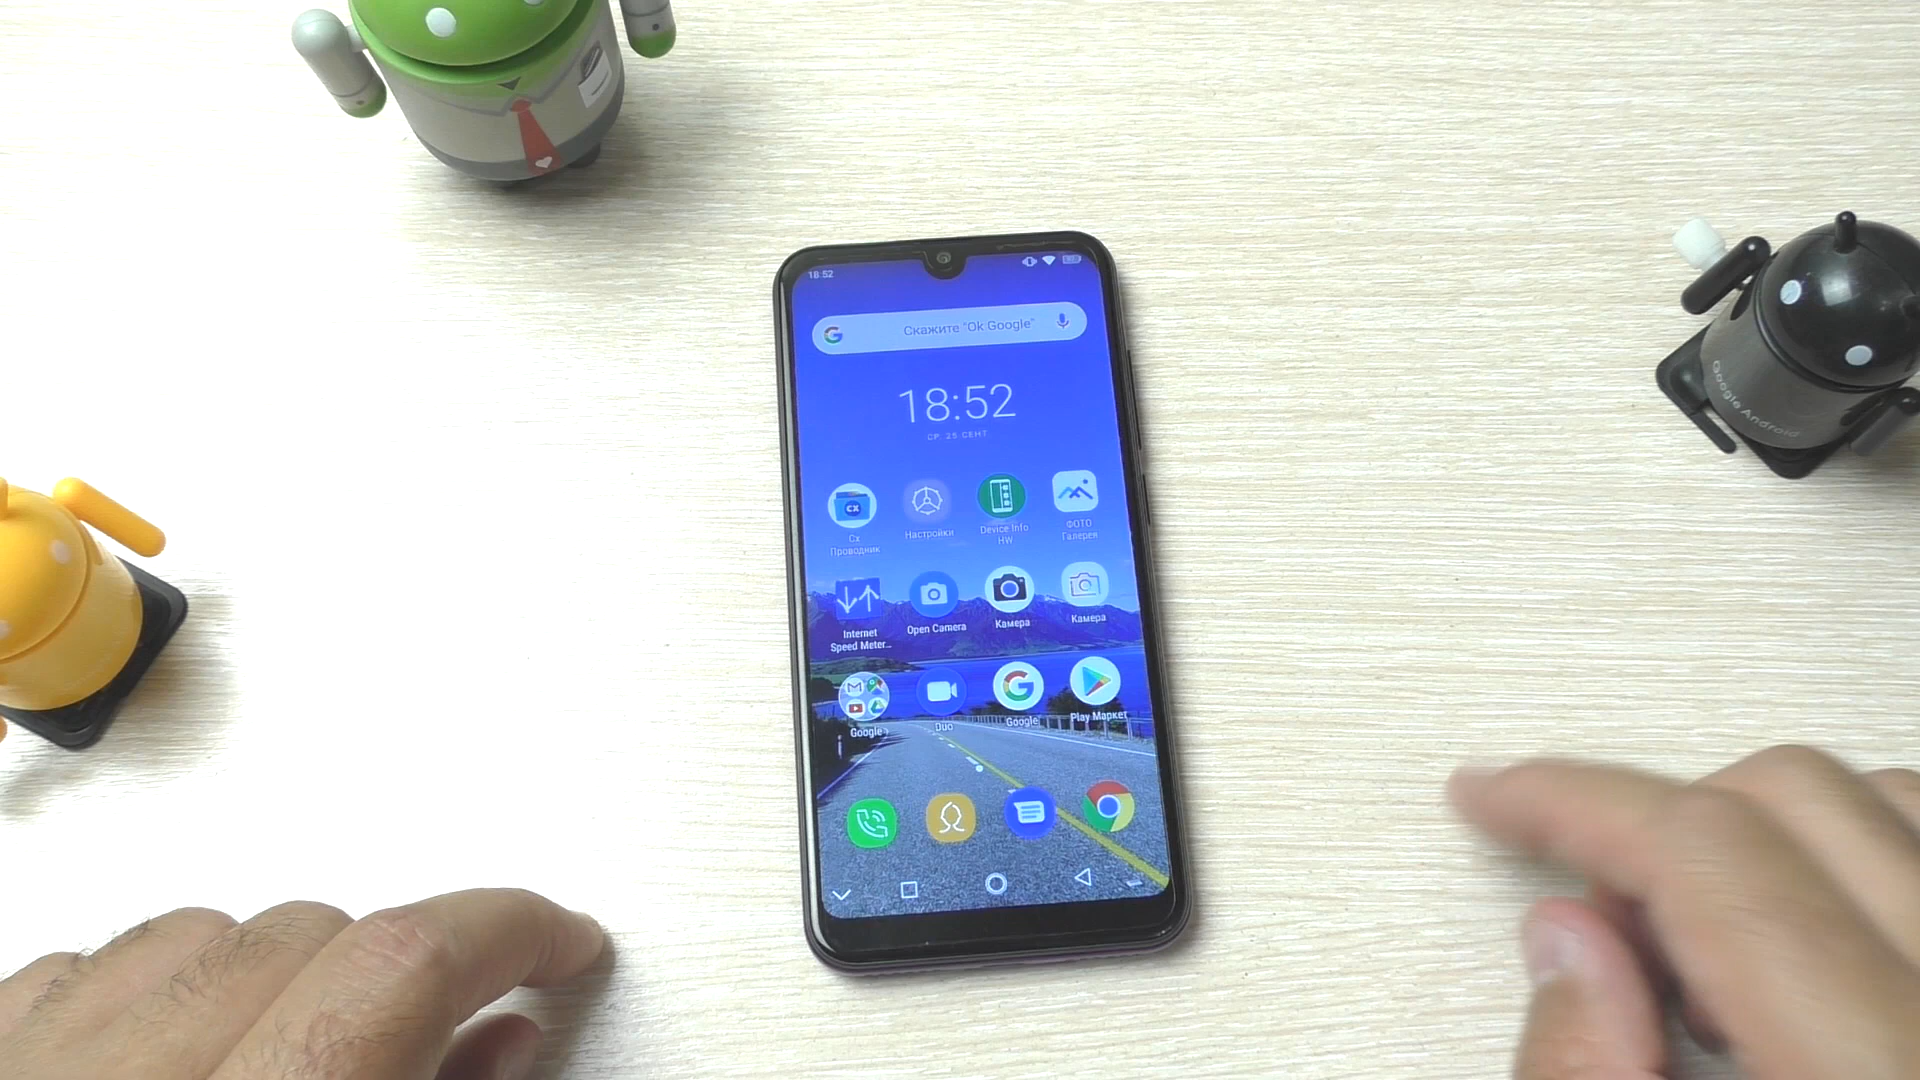 18:52
Скажите "Ok Google"
18:52
СР, 25 СЕНТ.
Cx
Проводник
Настройки
Device Info
HW
ФОТО
Галерея
Internet
Speed Meter...
Open Camera
Камера
Камера
Google
Duo
Google
Play Маркет
Google Android